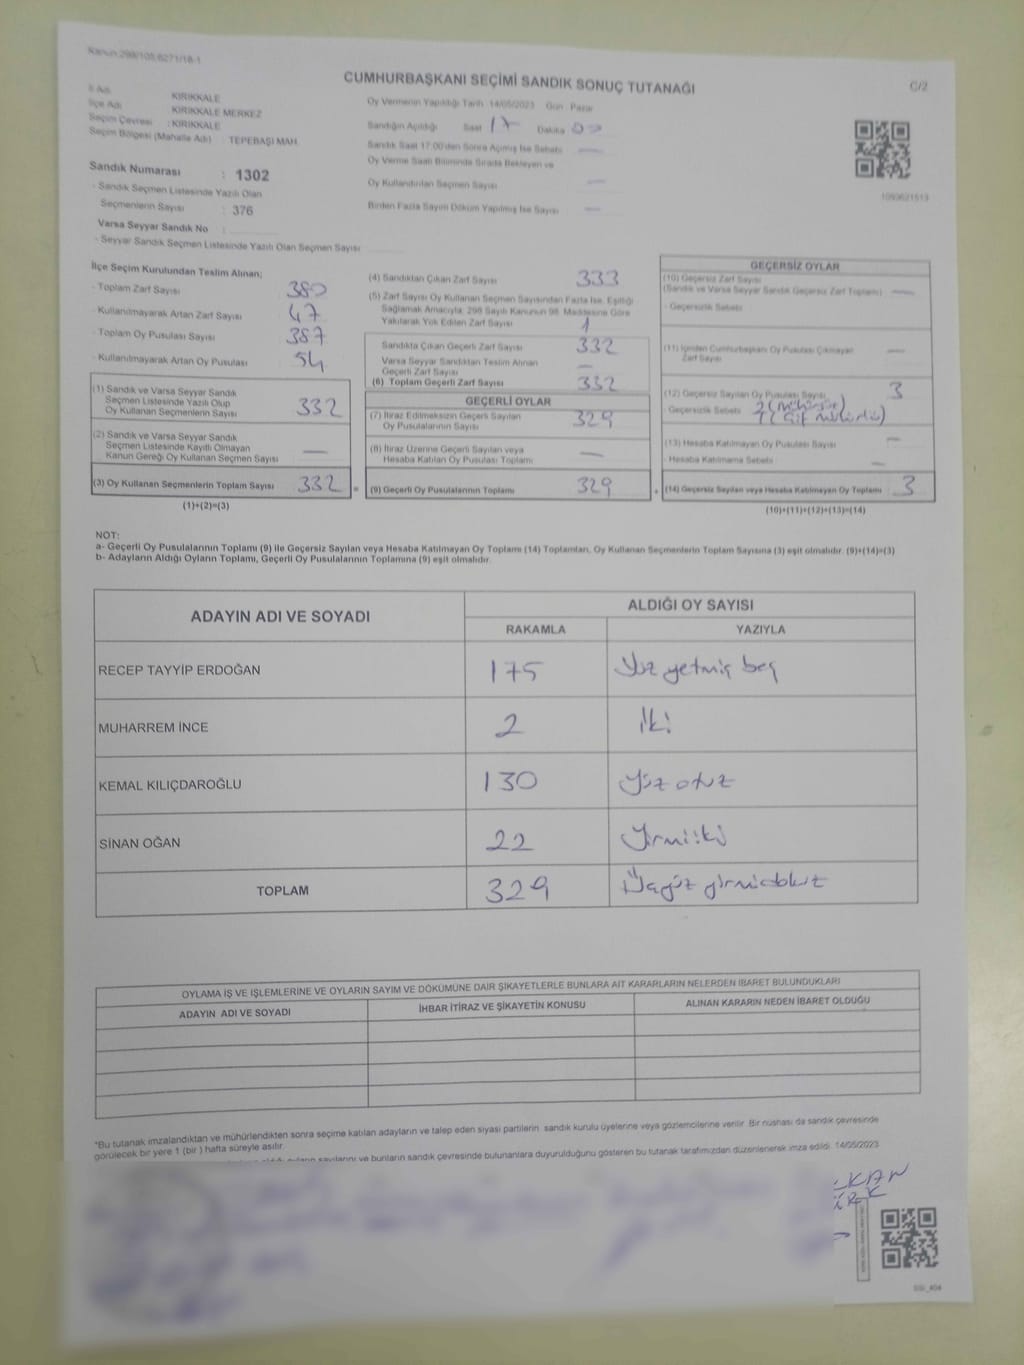 Kanun:298/105;6271/18-1
CUMHURBAŞKANI SEÇİMİ SANDIK SONUÇ TUTANAĞI
C/2
İl Adı : KIRIKKALE
İlçe Adı : KIRIKKALE MERKEZ
Seçim Çevresi : KIRIKKALE
Seçim Bölgesi (Mahalle Adı) : TEPEBAŞI MAH.
Oy Vermenin Yapıldığı Tarih 14/05/2023 Gün : Pazar
Sandığın Açıldığı Saat 17 Dakika 00
Sandık Saat 17:00'den Sonra Açılmış İse Sebebi —
Oy Verme Saati Bitiminde Sırada Bekleyen ve
Oy Kullandırılan Seçmen Sayısı —
Birden Fazla Sayım Döküm Yapılmış İse Sayısı —
Sandık Numarası : 1302
- Sandık Seçmen Listesinde Yazılı Olan
Seçmenlerin Sayısı : 376
Varsa Seyyar Sandık No :
- Seyyar Sandık Seçmen Listesinde Yazılı Olan Seçmen Sayısı
1090621513
İlçe Seçim Kurulundan Teslim Alınan;
- Toplam Zarf Sayısı 380
- Kullanılmayarak Artan Zarf Sayısı 47
- Toplam Oy Pusulası Sayısı 387
- Kullanılmayarak Artan Oy Pusulası 54
(1) Sandık ve Varsa Seyyar Sandık
Seçmen Listesinde Yazılı Olup
Oy Kullanan Seçmenlerin Sayısı 332
(2) Sandık ve Varsa Seyyar Sandık
Seçmen Listesinde Kayıtlı Olmayan
Kanun Gereği Oy Kullanan Seçmen Sayısı —
(3) Oy Kullanan Seçmenlerin Toplam Sayısı 332
(1)+(2)=(3)
(4) Sandıktan Çıkan Zarf Sayısı 333
(5) Zarf Sayısı Oy Kullanan Seçmen Sayısından Fazla İse, Eşitliği
Sağlamak Amacıyla, 298 Sayılı Kanunun 98. Maddesine Göre
Yakılarak Yok Edilen Zarf Sayısı 1
Sandıkta Çıkan Geçerli Zarf Sayısı 332
Varsa Seyyar Sandıktan Teslim Alınan
Geçerli Zarf Sayısı —
(6) Toplam Geçerli Zarf Sayısı 332
GEÇERLİ OYLAR
(7) İtiraz Edilmeksizin Geçerli Sayılan
Oy Pusulalarının Sayısı 329
(8) İtiraz Üzerine Geçerli Sayılan veya
Hesaba Katılan Oy Pusulası Toplamı —
= (9) Geçerli Oy Pusulalarının Toplamı 329
GEÇERSİZ OYLAR
(10) Geçersiz Zarf Sayısı
(Sandık ve Varsa Seyyar Sandık Geçersiz Zarf Toplamı) —
- Geçersizlik Sebebi
(11) İçinden Cumhurbaşkanı Oy Pusulası Çıkmayan
Zarf Sayısı —
(12) Geçersiz Sayılan Oy Pusulası Sayısı 3
- Geçersizlik Sebebi 2 (mühürsüz)
1 (çift mühürlü)
(13) Hesaba Katılmayan Oy Pusulası Sayısı —
- Hesaba Katılmama Sebebi —
+ (14) Geçersiz Sayılan veya Hesaba Katılmayan Oy Toplamı 3
(10)+(11)+(12)+(13)=(14)
NOT:
a- Geçerli Oy Pusulalarının Toplamı (9) ile Geçersiz Sayılan veya Hesaba Katılmayan Oy Toplamı (14) Toplamları, Oy Kullanan Seçmenlerin Toplam Sayısına (3) eşit olmalıdır. (9)+(14)=(3)
b- Adayların Aldığı Oyların Toplamı, Geçerli Oy Pusulalarının Toplamına (9) eşit olmalıdır.
ADAYIN ADI VE SOYADI ALDIĞI OY SAYISI
RAKAMLA YAZIYLA
RECEP TAYYİP ERDOĞAN 175 Yüz yetmiş beş
MUHARREM İNCE 2 İki
KEMAL KILIÇDAROĞLU 130 Yüz otuz
SİNAN OĞAN 22 Yirmiiki
TOPLAM 329 Üçyüz yirmidokuz
OYLAMA İŞ VE İŞLEMLERİNE VE OYLARIN SAYIM VE DÖKÜMÜNE DAİR ŞİKAYETLERLE BUNLARA AİT KARARLARIN NELERDEN İBARET BULUNDUKLARI
ADAYIN ADI VE SOYADI İHBAR İTİRAZ VE ŞİKAYETİN KONUSU ALINAN KARARIN NEDEN İBARET OLDUĞU
*Bu tutanak imzalandıktan ve mühürlendikten sonra seçime katılan adayların ve talep eden siyasi partilerin sandık kurulu üyelerine veya gözlemcilerine verilir. Bir nüshası da sandık çevresinde
görülecek bir yere 1 (bir ) hafta süreyle asılır.
oyların sayılarını ve bunların sandık çevresinde bulunanlara duyurulduğunu gösteren bu tutanak tarafımızdan düzenlenerek imza edildi. 14/05/2023